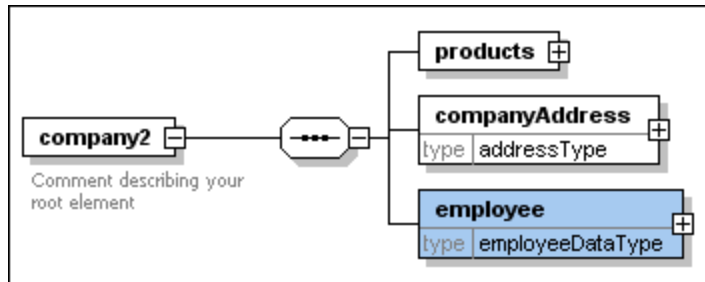 products
company2
Comment describing your
root element
companyAddress
type addressType
employee
type employeeDataType